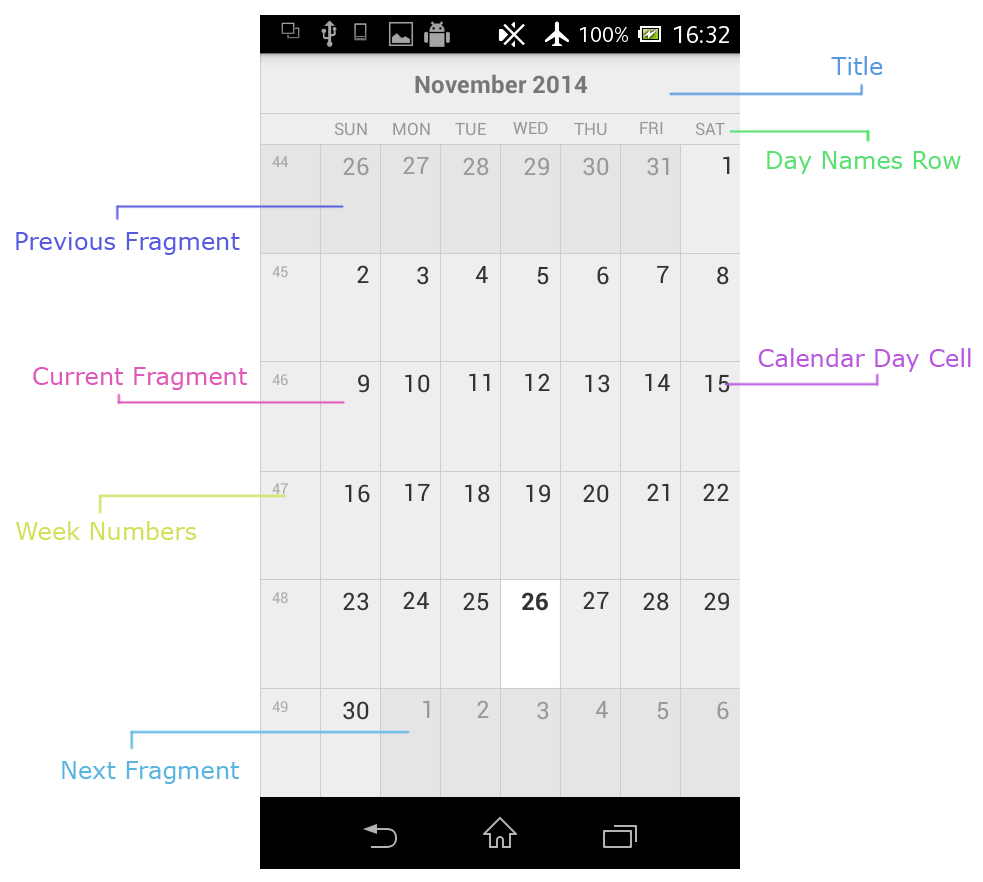 100% 16:32
Title
November 2014
SUN MON TUE WED THU FRI SAT
Day Names Row
44 26 27 28 29 30 31 1
Previous Fragment
45 2 3 4 5 6 7 8
Calendar Day Cell
Current Fragment
46 9 10 11 12 13 14 15
47 16 17 18 19 20 21 22
Week Numbers
48 23 24 25 26 27 28 29
49 30 1 2 3 4 5 6
Next Fragment